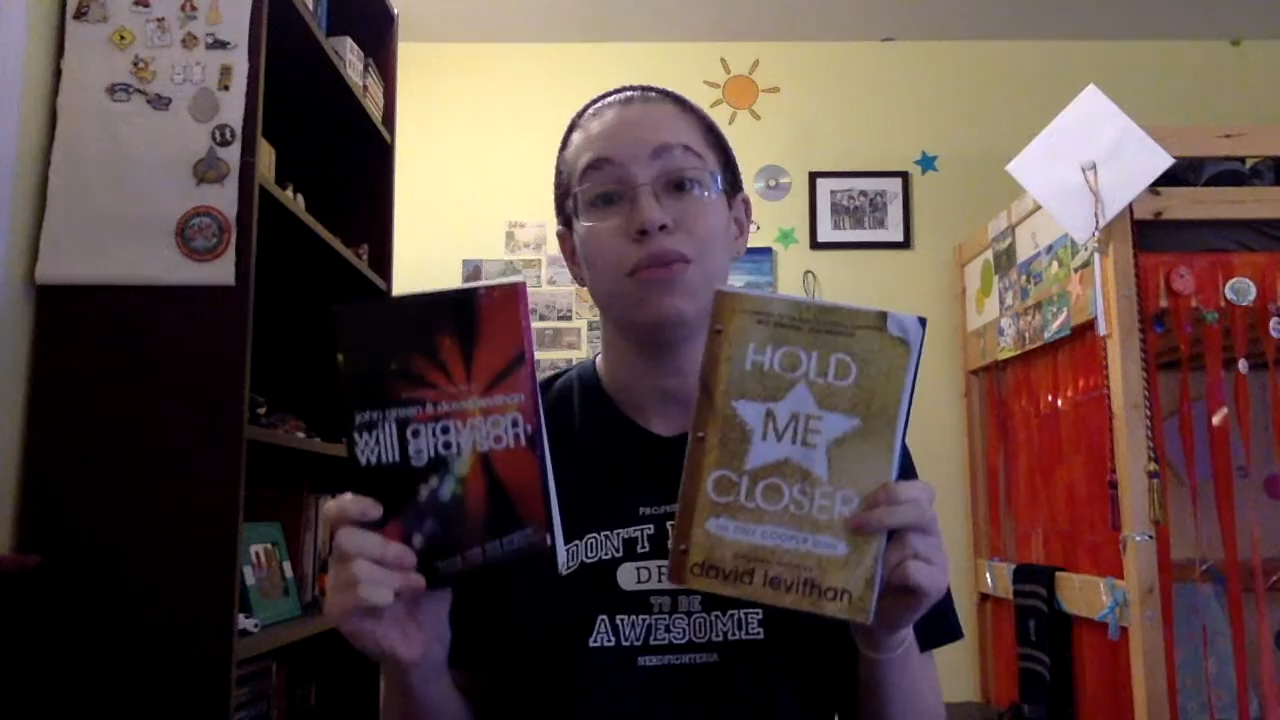 john green & david levithan
will grayson,
will grayson
HOLD
ME
CLOSER
THE TINY COOPER STORY
david levithan
PROPE
DON'T
TO BE
AWESOME
NERDFIGHTERIA